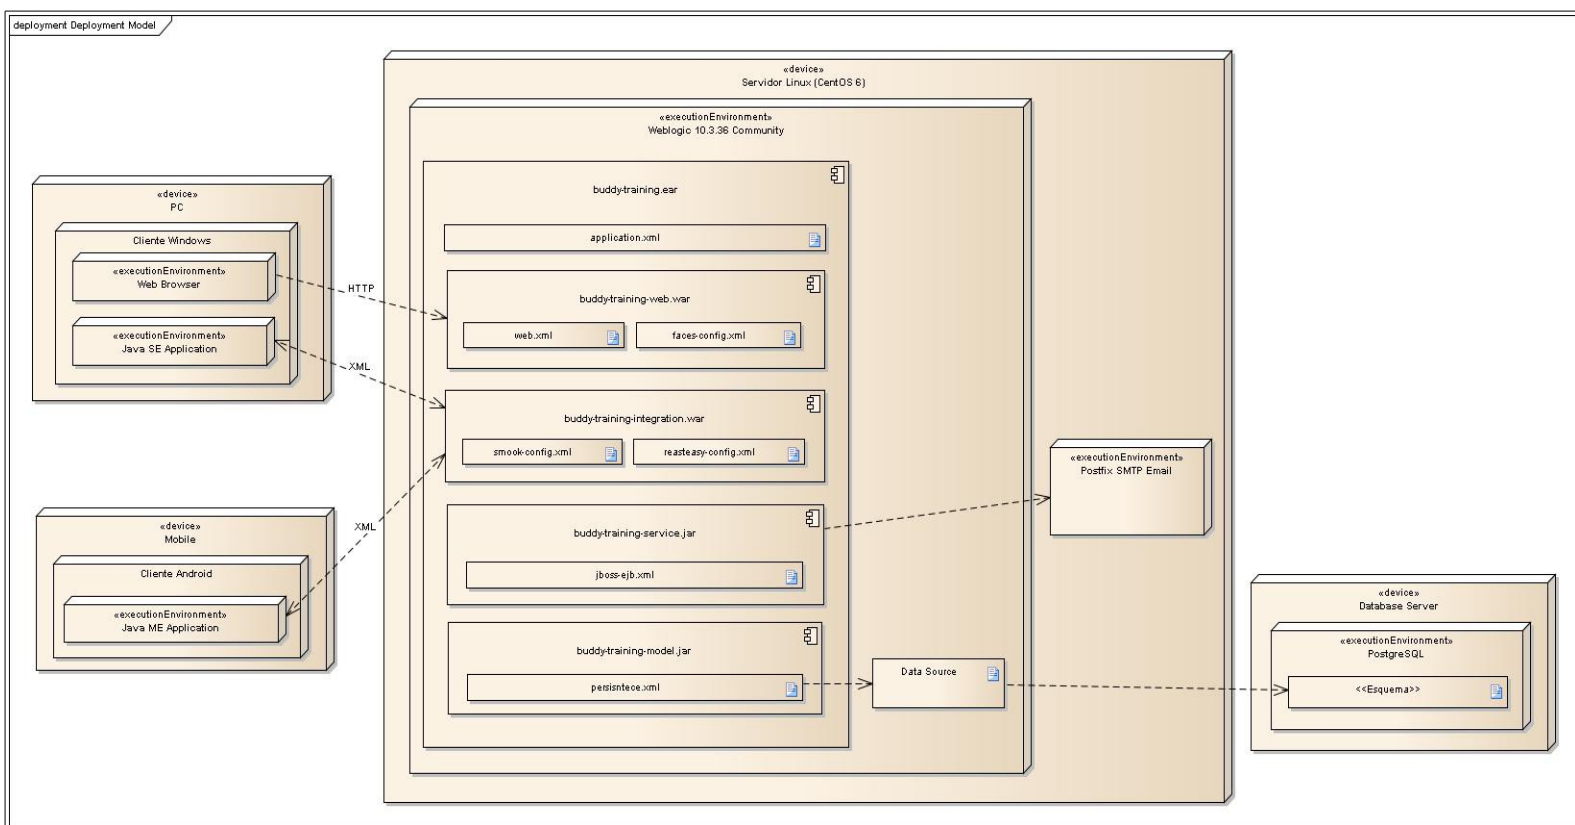 deployment Deployment Model
«device»
Servidor Linux (CentOS 6)
«executionEnvironment»
Weblogic 10.3.36 Community
buddy-training.ear
application.xml
buddy-training-web.war
web.xml
faces-config.xml
buddy-training-integration.war
smook-config.xml
reasteasy-config.xml
buddy-training-service.jar
jboss-ejb.xml
buddy-training-model.jar
persisntece.xml
Data Source
«executionEnvironment»
Postfix SMTP Email
«device»
PC
Cliente Windows
«executionEnvironment»
Web Browser
«executionEnvironment»
Java SE Application
HTTP
XML
XML
«device»
Mobile
Cliente Android
«executionEnvironment»
Java ME Application
«device»
Database Server
«executionEnvironment»
PostgreSQL
<<Esquema>>